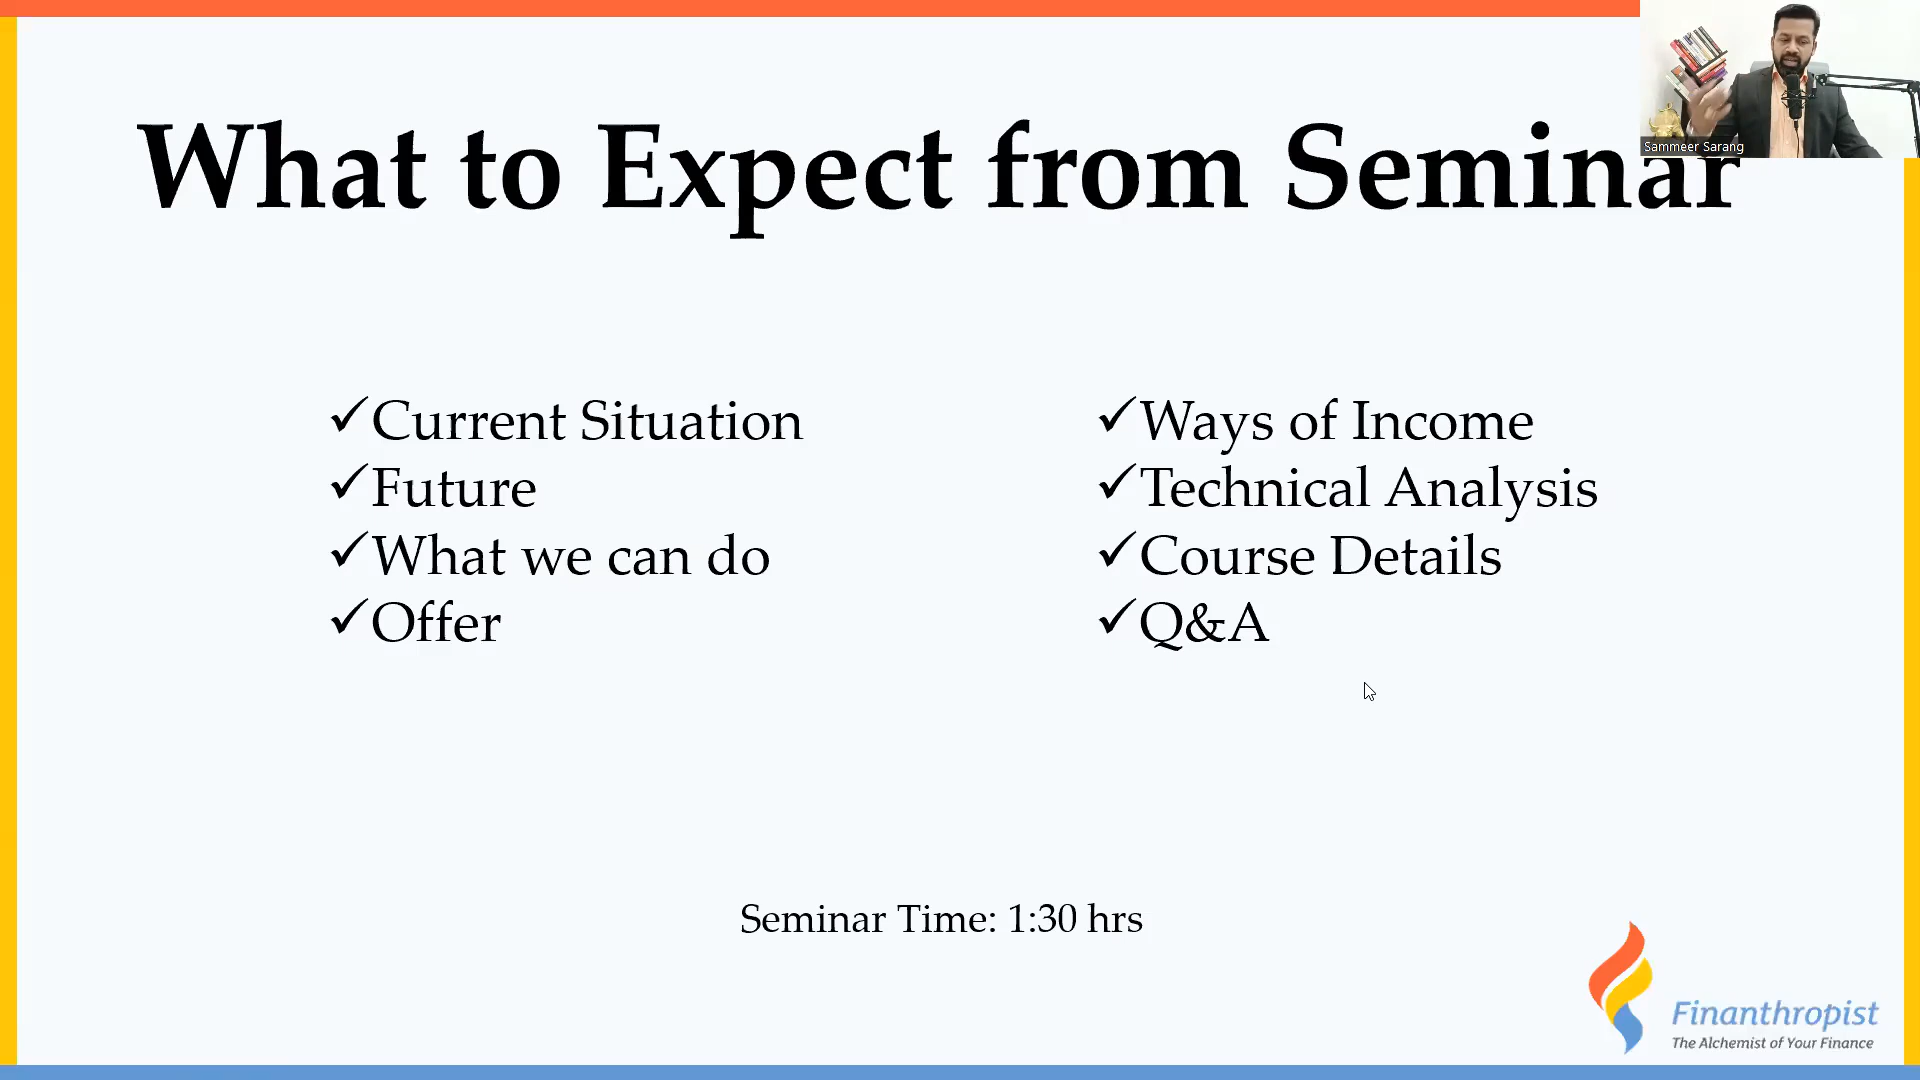 What to Expect from Seminar
Sammeer Sarang
✓Current Situation
✓Future
✓What we can do
✓Offer
✓Ways of Income
✓Technical Analysis
✓Course Details
✓Q&A
Seminar Time: 1:30 hrs
Finanthropist
The Alchemist of Your Finance